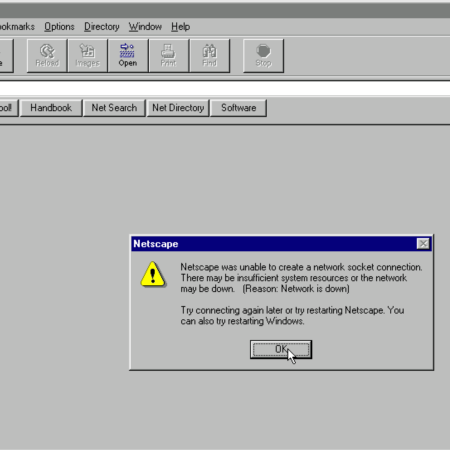 Options Directory Window Help
Reload Images Open Print Find Stop
Handbook Net Search Net Directory Software
Netscape
Netscape was unable to create a network socket connection.
There may be insufficient system resources or the network
may be down. (Reason: Network is down)
Try connecting again later or try restarting Netscape. You
can also try restarting Windows.
OK